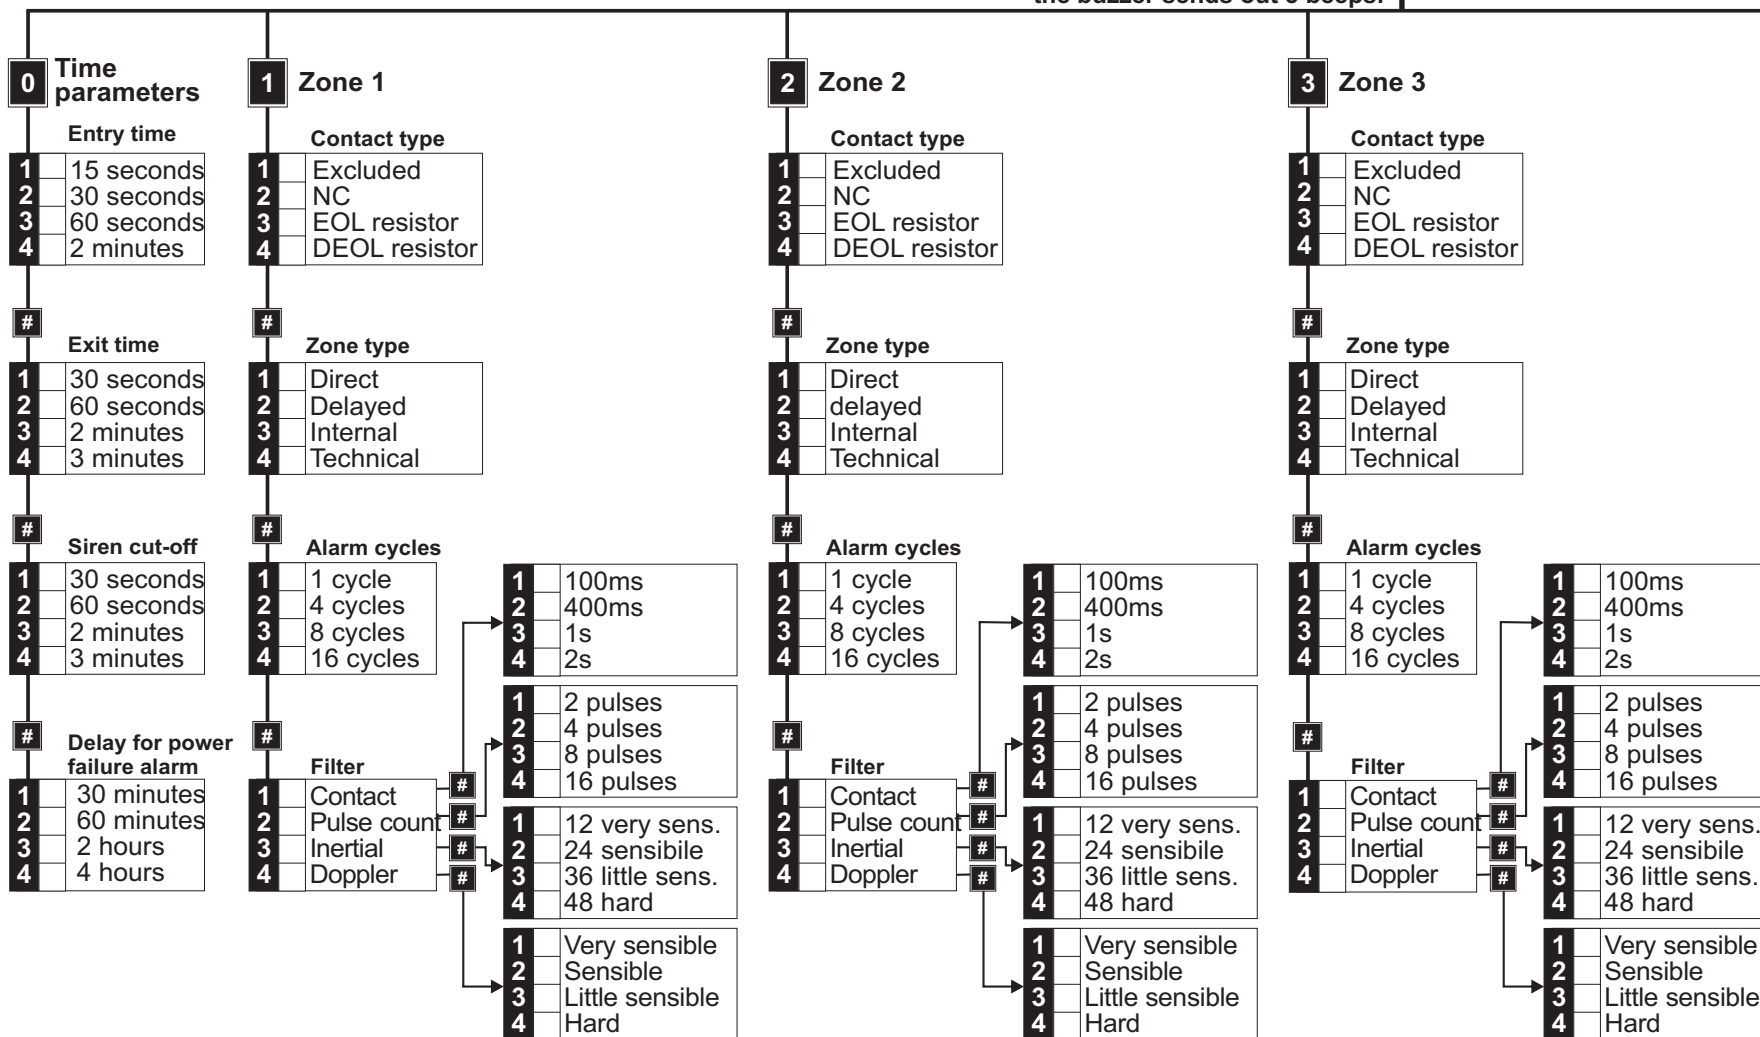 0 Time
parameters
Entry time
1 15 seconds
2 30 seconds
3 60 seconds
4 2 minutes
#
Exit time
1 30 seconds
2 60 seconds
3 2 minutes
4 3 minutes
#
Siren cut-off
1 30 seconds
2 60 seconds
3 2 minutes
4 3 minutes
#
Delay for power
failure alarm
1 30 minutes
2 60 minutes
3 2 hours
4 4 hours
1 Zone 1
Contact type
1 Excluded
2 NC
3 EOL resistor
4 DEOL resistor
#
Zone type
1 Direct
2 Delayed
3 Internal
4 Technical
#
Alarm cycles
1 1 cycle
2 4 cycles
3 8 cycles
4 16 cycles
#
Filter
1 Contact #
2 Pulse count #
3 Inertial #
4 Doppler #
1 100ms
2 400ms
3 1s
4 2s
1 2 pulses
2 4 pulses
3 8 pulses
4 16 pulses
1 12 very sens.
2 24 sensibile
3 36 little sens.
4 48 hard
1 Very sensible
2 Sensible
3 Little sensible
4 Hard
2 Zone 2
Contact type
1 Excluded
2 NC
3 EOL resistor
4 DEOL resistor
#
Zone type
1 Direct
2 delayed
3 Internal
4 Technical
#
Alarm cycles
1 1 cycle
2 4 cycles
3 8 cycles
4 16 cycles
#
Filter
1 Contact #
2 Pulse count #
3 Inertial #
4 Doppler #
1 100ms
2 400ms
3 1s
4 2s
1 2 pulses
2 4 pulses
3 8 pulses
4 16 pulses
1 12 very sens.
2 24 sensibile
3 36 little sens.
4 48 hard
1 Very sensible
2 Sensible
3 Little sensible
4 Hard
3 Zone 3
Contact type
1 Excluded
2 NC
3 EOL resistor
4 DEOL resistor
#
Zone type
1 Direct
2 Delayed
3 Internal
4 Technical
#
Alarm cycles
1 1 cycle
2 4 cycles
3 8 cycles
4 16 cycles
#
Filter
1 Contact #
2 Pulse count #
3 Inertial #
4 Doppler #
1 100ms
2 400ms
3 1s
4 2s
1 2 pulses
2 4 pulses
3 8 pulses
4 16 pulses
1 12 very sens.
2 24 sensibile
3 36 little sens.
4 48 hard
1 Very sensible
2 Sensible
3 Little sensible
4 Hard